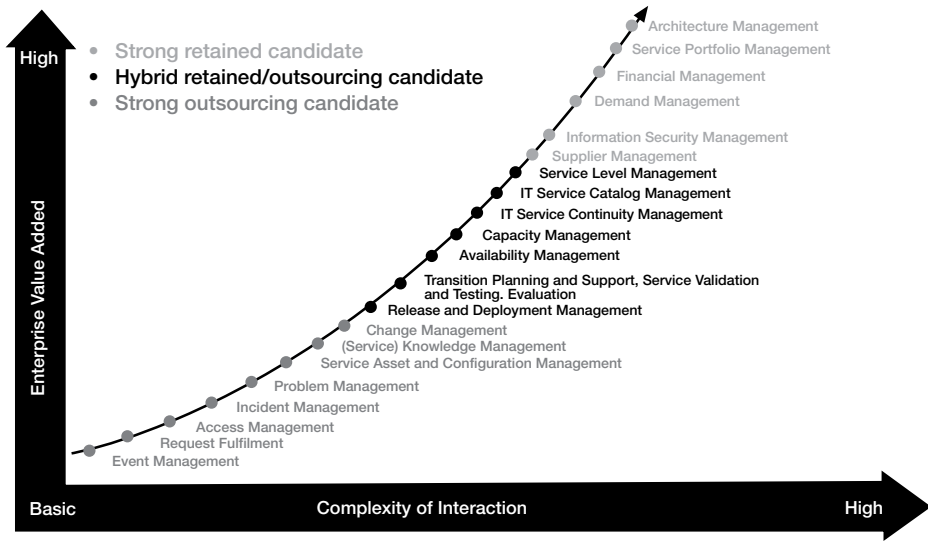 Architecture Management
High
Service Portfolio Management
Strong retained candidate
Hybrid retained/outsourcing candidate
Strong outsourcing candidate
Financial Management
Demand Management
Information Security Management
Supplier Management
Service Level Management
IT Service Catalog Management
IT Service Continuity Management
Capacity Management
Availability Management
Transition Planning and Support, Service Validation
and Testing. Evaluation
Release and Deployment Management
Change Management
(Service) Knowledge Management
Service Asset and Configuration Management
Problem Management
Incident Management
Access Management
Request Fulfilment
Event Management
Enterprise Value Added
Basic
Complexity of Interaction
High